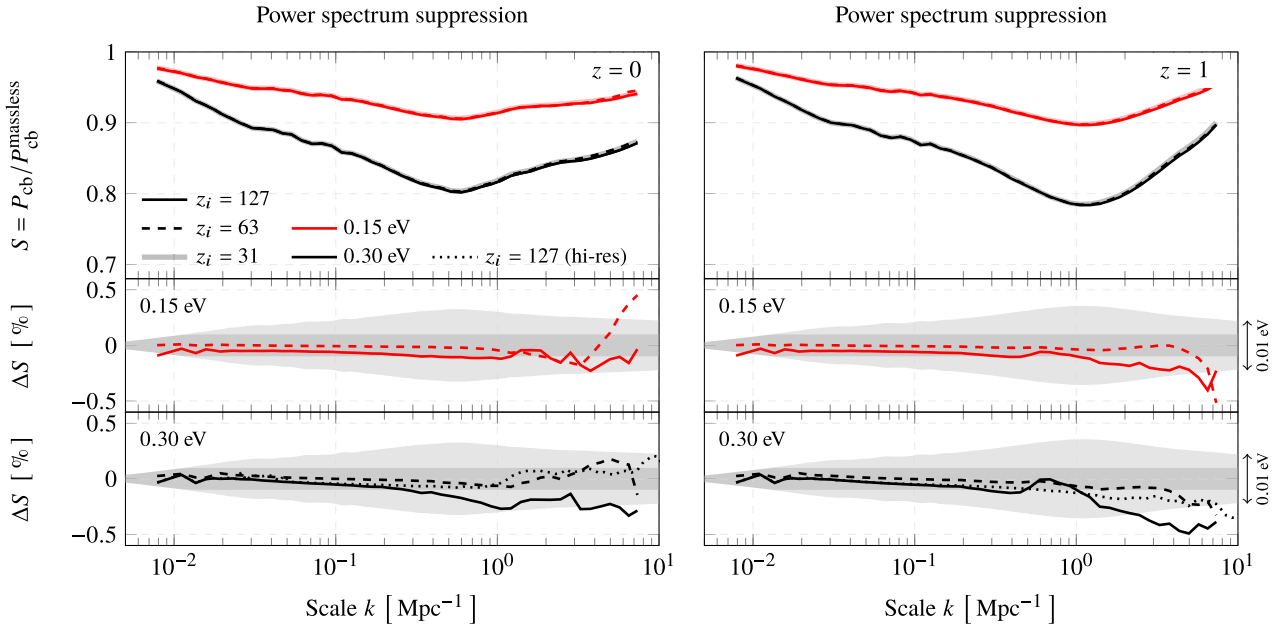 Power spectrum suppression
Power spectrum suppression
S = P_cb/P_cb^massless
1
0.9
0.8
0.7
z = 0
z_i = 127
z_i = 63
z_i = 31
0.15 eV
0.30 eV
z_i = 127 (hi-res)
z = 1
ΔS [ % ]
0.5
0
−0.5
0.15 eV
0.15 eV
0.01 eV
ΔS [ % ]
0.5
0
−0.5
0.30 eV
0.30 eV
0.01 eV
10^−2
10^−1
10^0
10^1
10^−2
10^−1
10^0
10^1
Scale k [ Mpc^−1 ]
Scale k [ Mpc^−1 ]